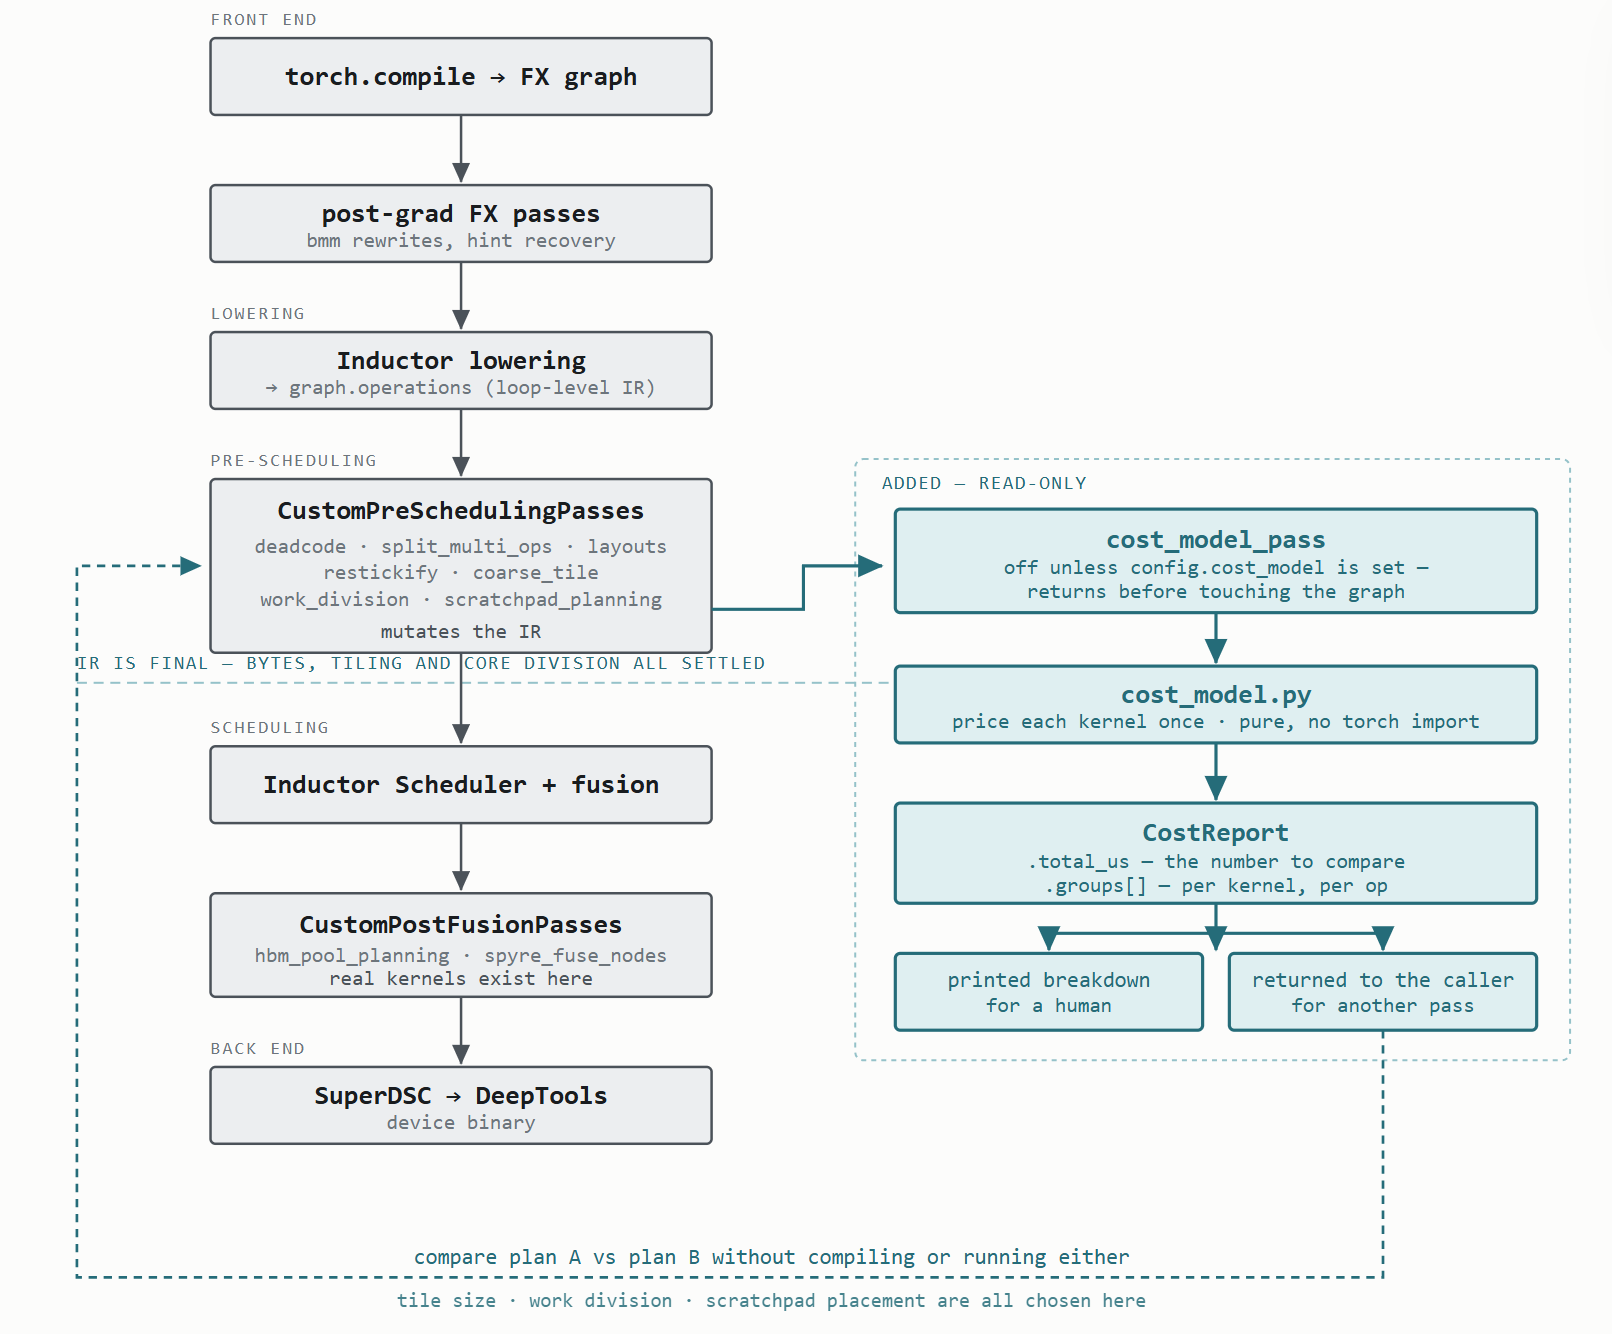 FRONT END
torch.compile → FX graph
post-grad FX passes
bmm rewrites, hint recovery
LOWERING
Inductor lowering
→ graph.operations (loop-level IR)
PRE-SCHEDULING
CustomPreSchedulingPasses
deadcode · split_multi_ops · layouts
restickify · coarse_tile
work_division · scratchpad_planning
mutates the IR
IR IS FINAL — BYTES, TILING AND CORE DIVISION ALL SETTLED
SCHEDULING
Inductor Scheduler + fusion
CustomPostFusionPasses
hbm_pool_planning · spyre_fuse_nodes
real kernels exist here
BACK END
SuperDSC → DeepTools
device binary
ADDED — READ-ONLY
cost_model_pass
off unless config.cost_model is set —
returns before touching the graph
cost_model.py
price each kernel once · pure, no torch import
CostReport
.total_us — the number to compare
.groups[] — per kernel, per op
printed breakdown
for a human
returned to the caller
for another pass
compare plan A vs plan B without compiling or running either
tile size · work division · scratchpad placement are all chosen here